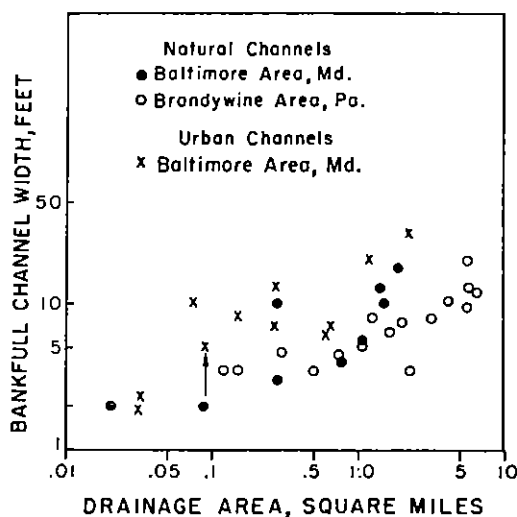 Natural Channels
Baltimore Area, Md.
Brandywine Area, Pa.
Urban Channels
x Baltimore Area, Md.
BANKFULL CHANNEL WIDTH, FEET
50
10
5
1
.01 .05 .1 .5 1.0 5 10
DRAINAGE AREA, SQUARE MILES